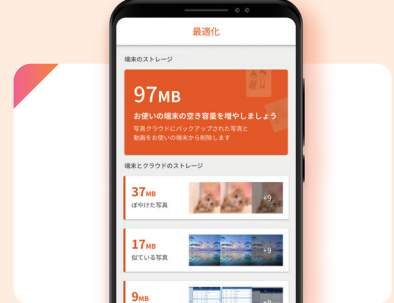 最適化
端末のストレージ
97MB
お使いの端末の空き容量を増やしましょう
写真クラウドにバックアップされた写真と
動画をお使いの端末から削除します
端末とクラウドのストレージ
37MB
ぼやけた写真
+9
17MB
似ている写真
+9
9MB
+9